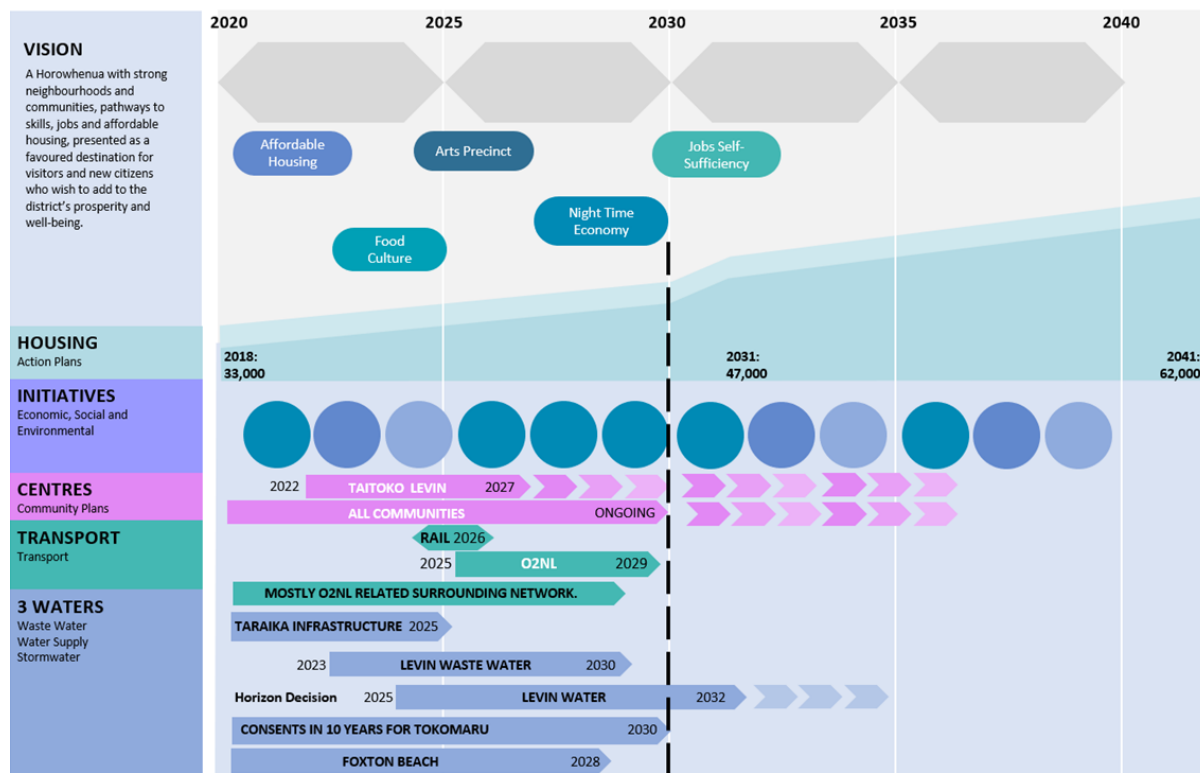 2020
2025
2030
2035
2040
VISION
A Horowhenua with strong
neighbourhoods and
communities, pathways to
skills, jobs and affordable
housing, presented as a
favoured destination for
visitors and new citizens
who wish to add to the
district's prosperity and
well-being.
Affordable
Housing
Arts Precinct
Jobs Self-
Sufficiency
Night Time
Economy
Food
Culture
HOUSING
Action Plans
2018:
33,000
2031:
47,000
2041:
62,000
INITIATIVES
Economic, Social and
Environmental
CENTRES
Community Plans
2022 TAITOKO LEVIN 2027
ALL COMMUNITIES ONGOING
TRANSPORT
Transport
RAIL 2026
2025 O2NL 2029
MOSTLY O2NL RELATED SURROUNDING NETWORK.
3 WATERS
Waste Water
Water Supply
Stormwater
TARAIKA INFRASTRUCTURE 2025
2023 LEVIN WASTE WATER 2030
Horizon Decision 2025 LEVIN WATER 2032
CONSENTS IN 10 YEARS FOR TOKOMARU 2030
FOXTON BEACH 2028